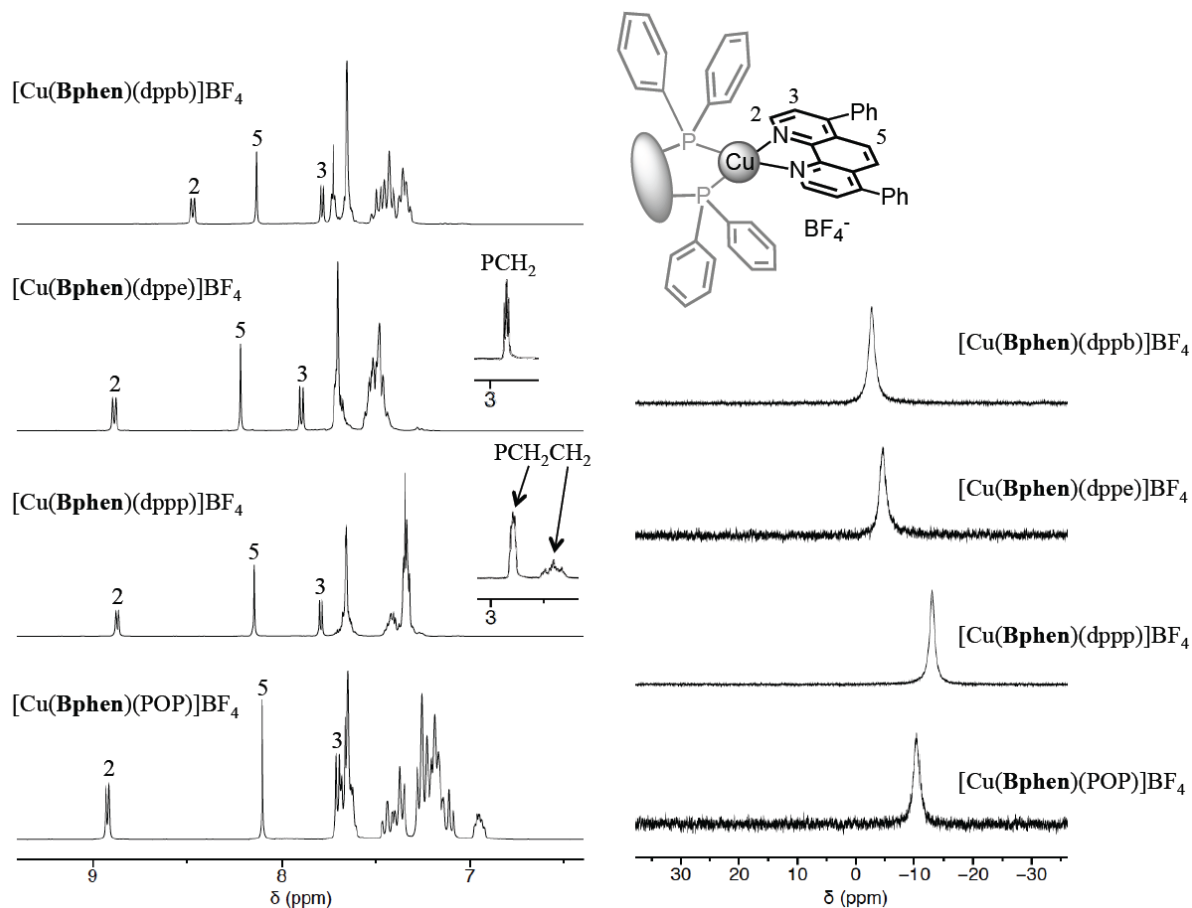 [Cu(Bphen)(dppb)]BF4
2
5
3
[Cu(Bphen)(dppe)]BF4
2
5
3
PCH2
3
[Cu(Bphen)(dppp)]BF4
2
5
3
PCH2CH2
3
[Cu(Bphen)(POP)]BF4
2
5
3
9
8
7
δ (ppm)
2
3
5
Ph
P
N
Cu
N
P
Ph
BF4-
[Cu(Bphen)(dppb)]BF4
[Cu(Bphen)(dppe)]BF4
[Cu(Bphen)(dppp)]BF4
[Cu(Bphen)(POP)]BF4
30 20 10 0 −10 −20 −30
δ (ppm)